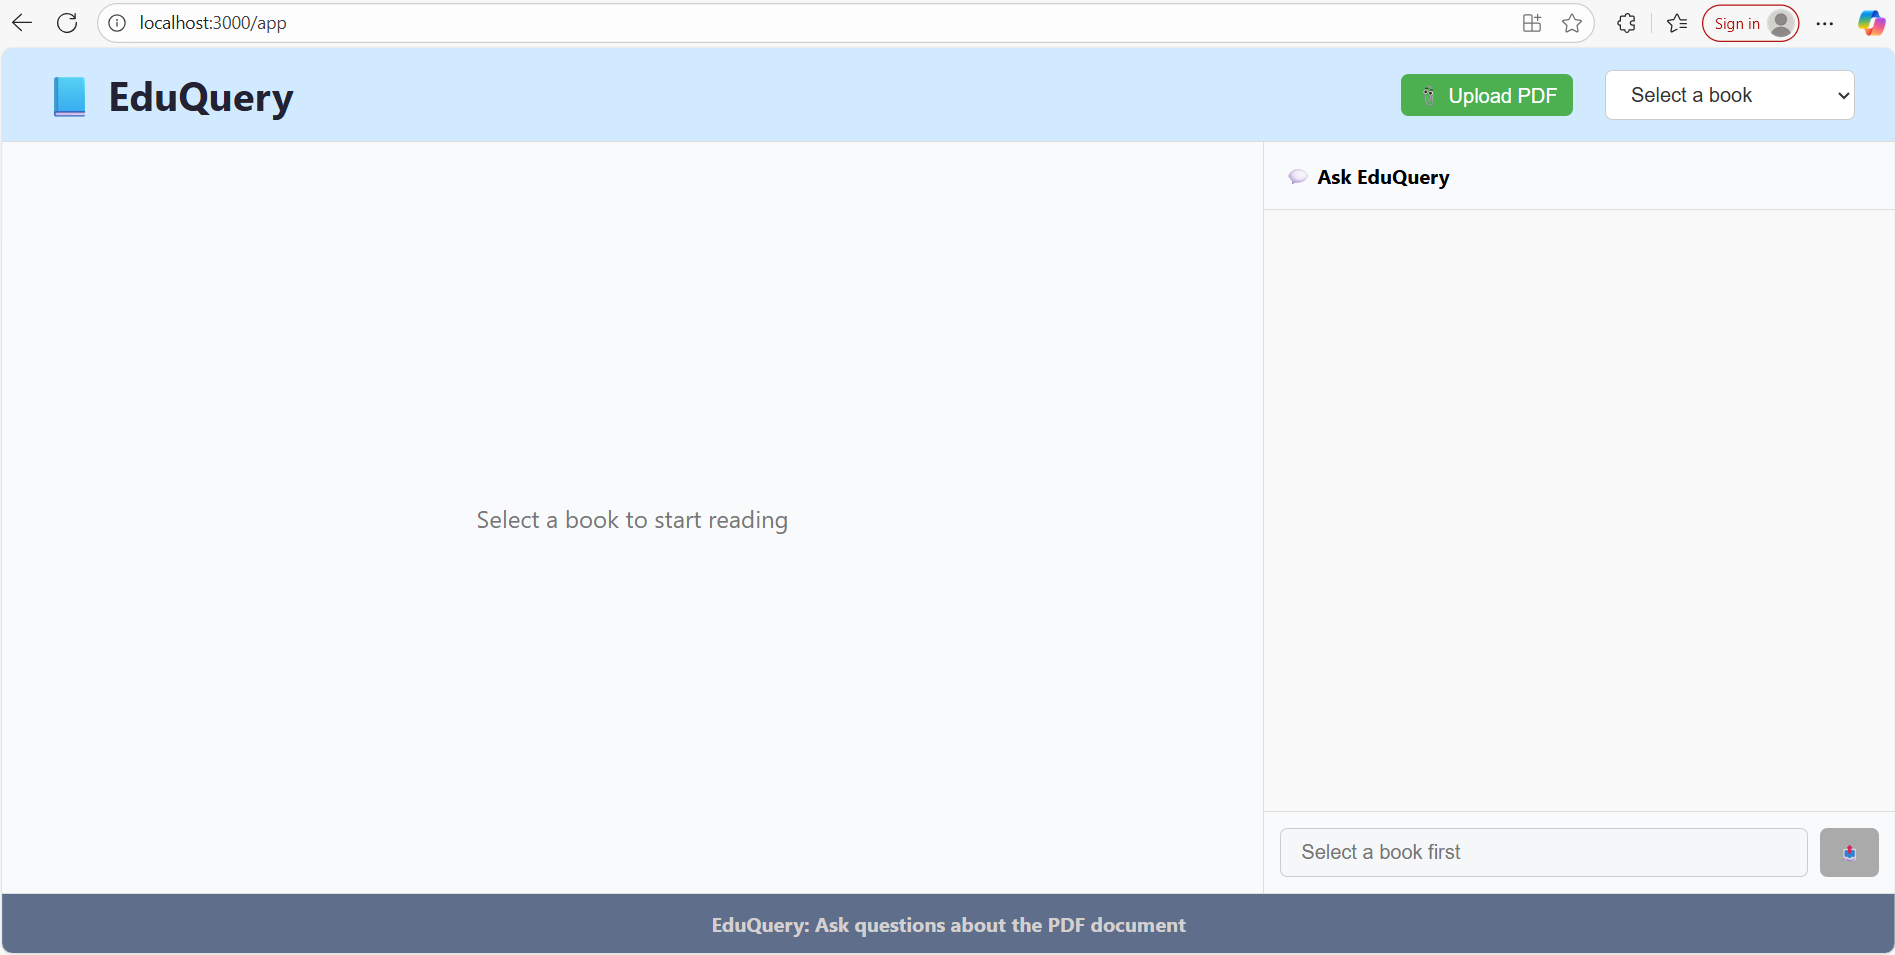 localhost:3000/app
Sign in
EduQuery
Upload PDF
Select a book
Select a book to start reading
Ask EduQuery
Select a book first
EduQuery: Ask questions about the PDF document